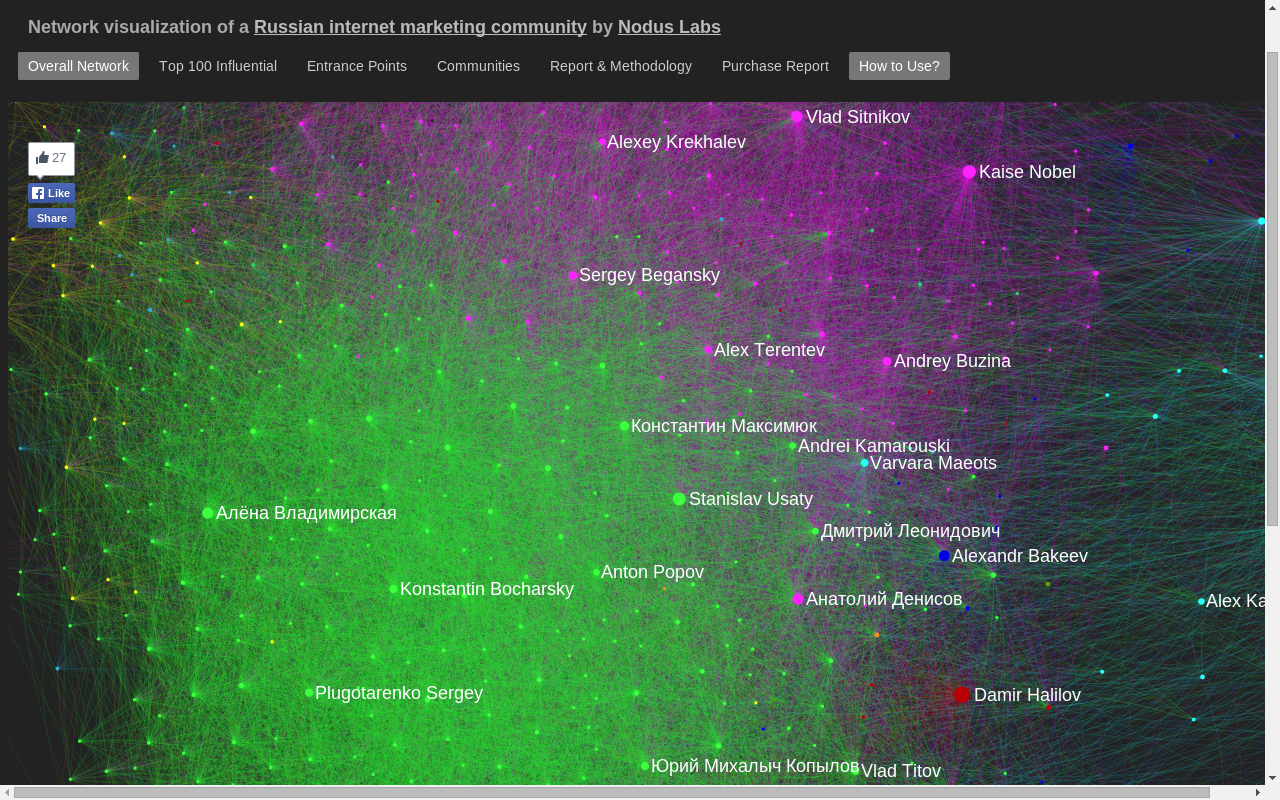 Network visualization of a Russian internet marketing community by Nodus Labs
Overall Network Top 100 Influential Entrance Points Communities Report & Methodology Purchase Report How to Use?
Vlad Sitnikov
Alexey Krekhalev
27
Kaise Nobel
Like
Share
Sergey Begansky
Alex Terentev
Andrey Buzina
Константин Максимюк
Andrei Kamarouski
Varvara Maeots
Stanislav Usaty
Алёна Владимирская
Дмитрий Леонидович
Alexandr Bakeev
Anton Popov
Konstantin Bocharsky
Анатолий Денисов
Alex Ka
Plugotarenko Sergey
Damir Halilov
Юрий Михалыч Копылов
Vlad Titov